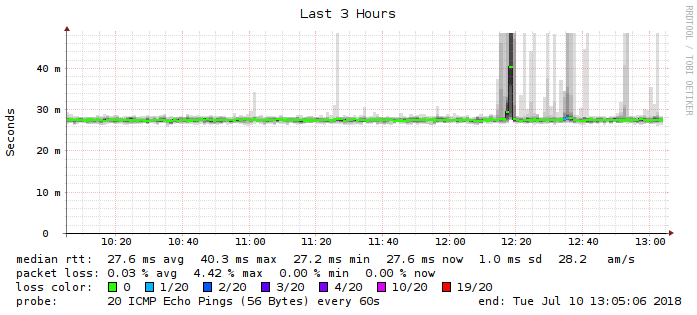 Last 3 Hours
RRDTOOL / TOBI OETIKER
Seconds
40 m
30 m
20 m
10 m
0
10:20 10:40 11:00 11:20 11:40 12:00 12:20 12:40 13:00
median rtt: 27.6 ms avg 40.3 ms max 27.2 ms min 27.6 ms now 1.0 ms sd 28.2 am/s
packet loss: 0.03 % avg 4.42 % max 0.00 % min 0.00 % now
loss color: 0 1/20 2/20 3/20 4/20 10/20 19/20
probe: 20 ICMP Echo Pings (56 Bytes) every 60s end: Tue Jul 10 13:05:06 2018